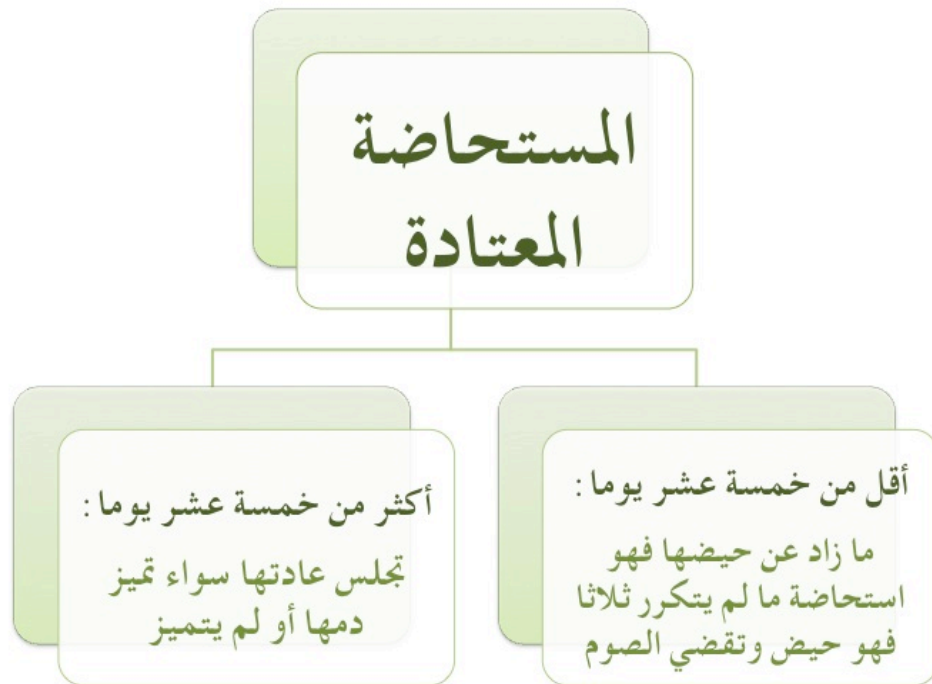 المستحاضة
المعتادة
أقل من خمسة عشر يوما :
ما زاد عن حيضها فهو
استحاضة ما لم يتكرر ثلاثا
فهو حيض وتقضي الصوم
أكثر من خمسة عشر يوما :
تجلس عادتها سواء تميز
دمها أو لم يتميز